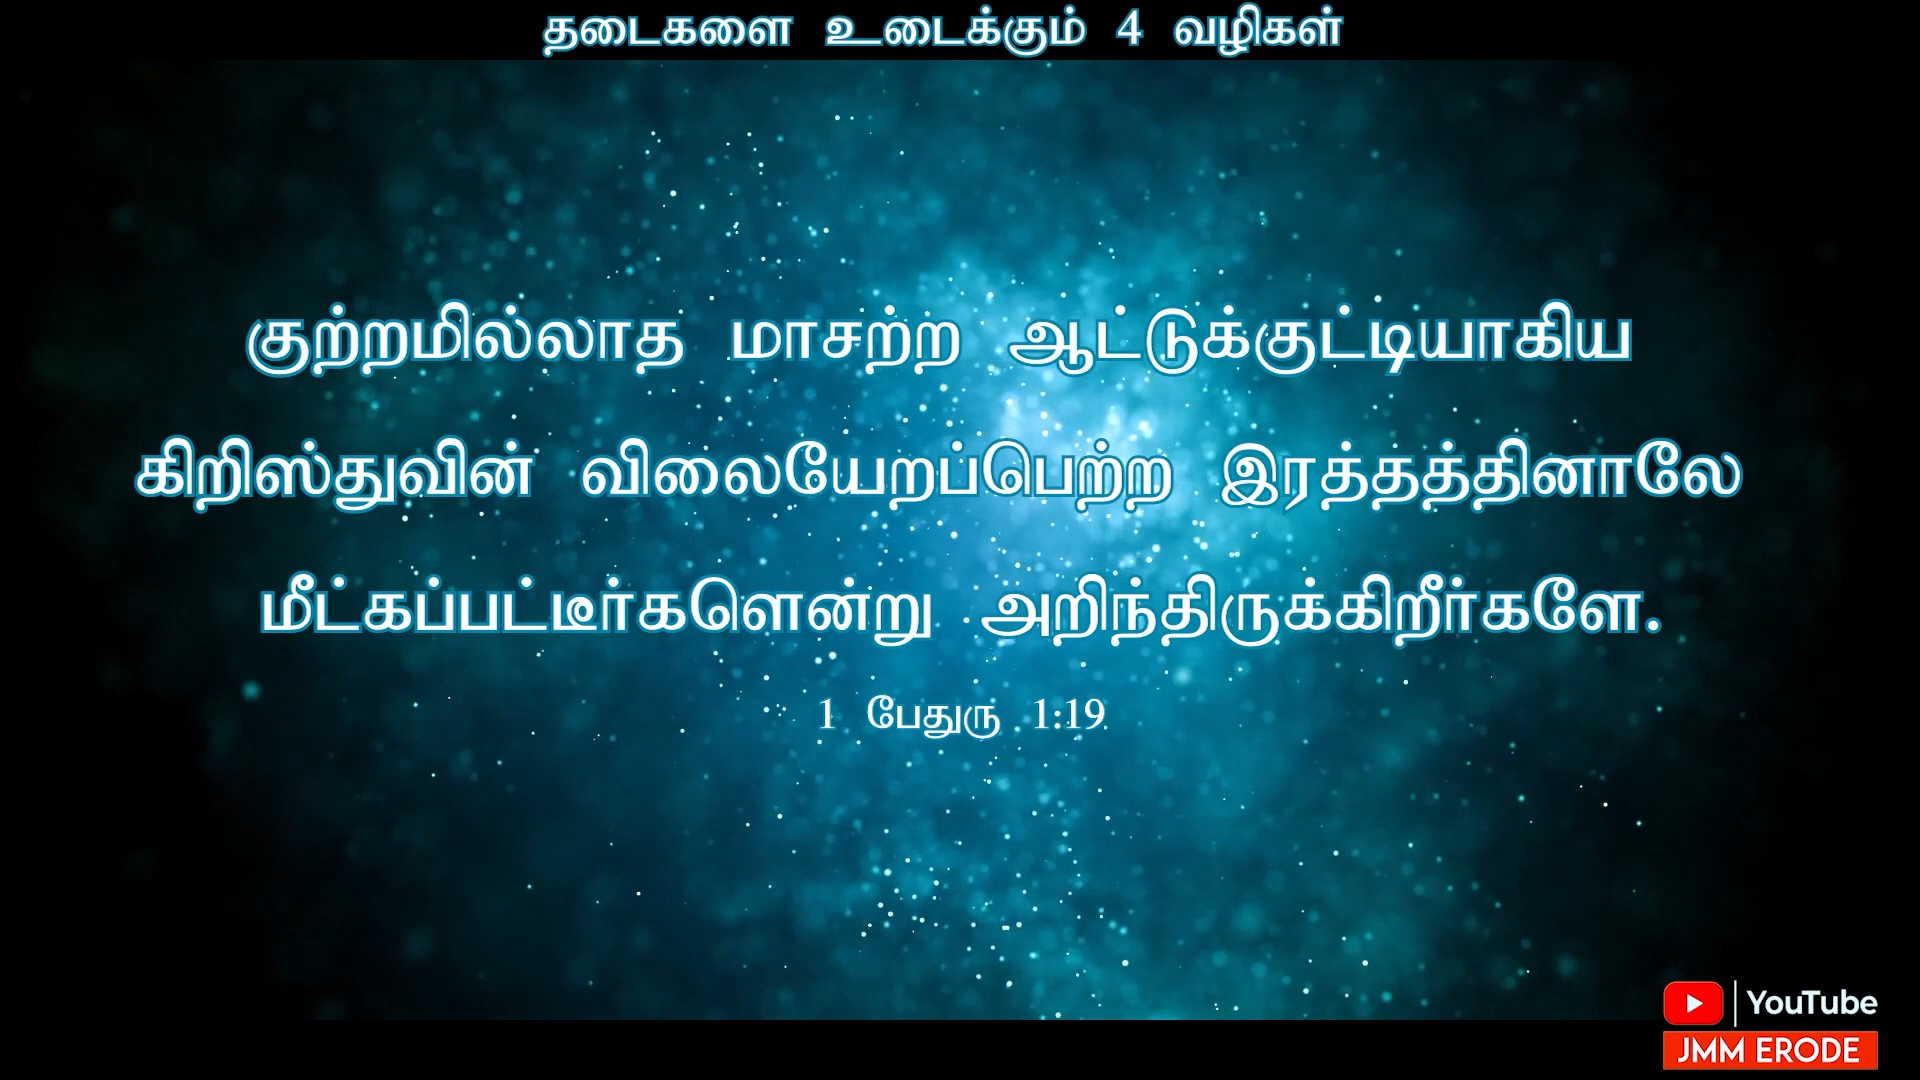 தடைகளை உடைக்கும் 4 வழிகள்
குற்றமில்லாத மாசற்ற ஆட்டுக்குட்டியாகிய
கிறிஸ்துவின் விலையேறப்பெற்ற இரத்தத்தினாலே
மீட்கப்பட்டீர்களென்று அறிந்திருக்கிறீர்களே.
1 பேதுரு 1:19
YouTube
JMM ERODE